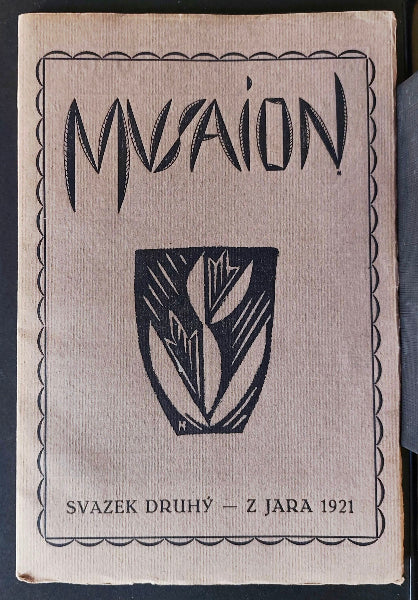 MVSAION
H
SVAZEK DRUHÝ — Z JARA 1921